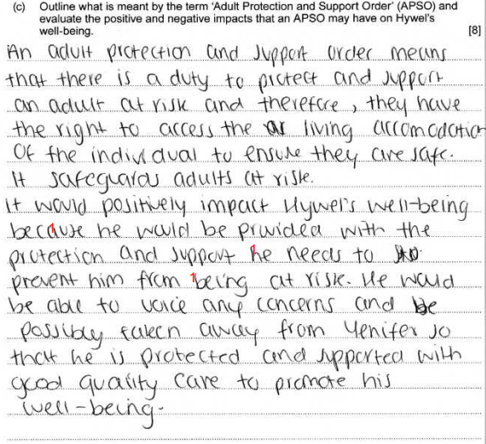 (c) Outline what is meant by the term 'Adult Protection and Support Order' (APSO) and
evaluate the positive and negative impacts that an APSO may have on Hywel's
well-being. [8]
An adult protection and support order means
that there is a duty to protect and support
an adult at risk and therefore, they have
the right to access the living accomodation
of the individual to ensure they are safe.
It safeguards adults at risk.
It would positively impact Hywel's well-being
because he would be provided with the
protection and support he needs to
prevent him from being at risk. He would
be able to voice any concerns and be
possibly taken away from Yenifer so
that he is protected and supported with
good quality care to promote his
well-being.